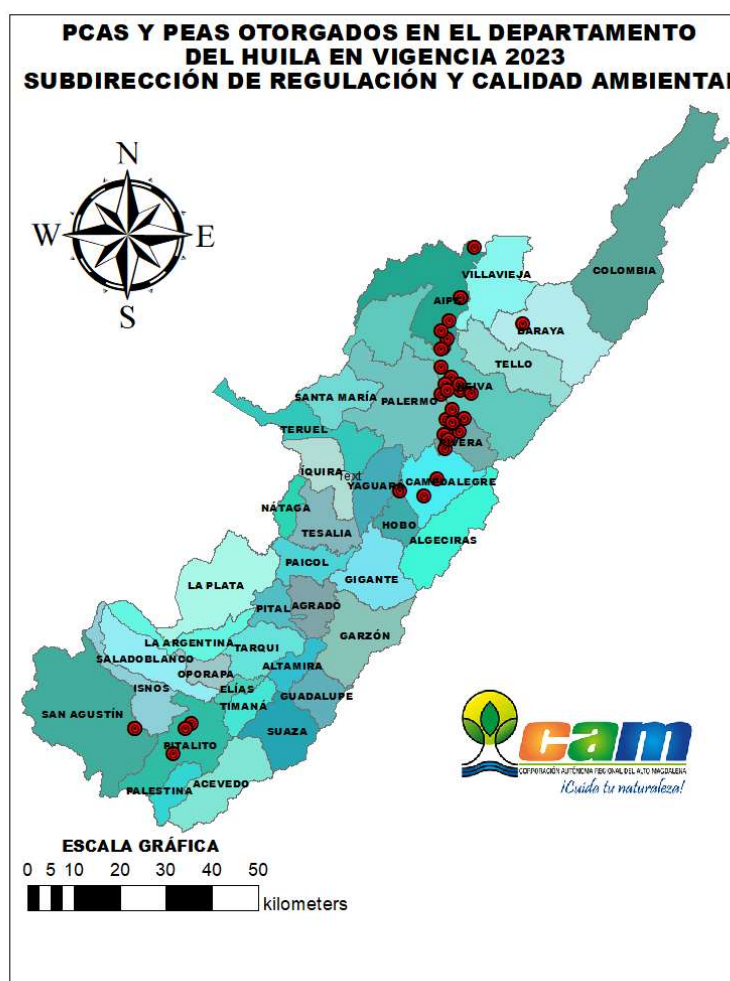 PCAS Y PEAS OTORGADOS EN EL DEPARTAMENTO
DEL HUILA EN VIGENCIA 2023
SUBDIRECCIÓN DE REGULACIÓN Y CALIDAD AMBIENTAL
N
W E
S
COLOMBIA
VILLAVIEJA
AIPE
BARAYA
TELLO
NEIVA
SANTA MARÍA
PALERMO
TERUEL
RIVERA
ÍQUIRA
Text
YAGUARÁ
CAMPOALEGRE
NÁTAGA
TESALIA
HOBO
ALGECIRAS
PAICOL
GIGANTE
LA PLATA
PITAL
AGRADO
GARZÓN
LA ARGENTINA
TARQUI
SALADOBLANCO
ALTAMIRA
OPORAPA
ISNOS
ELÍAS
GUADALUPE
TIMANÁ
SAN AGUSTÍN
SUAZA
PITALITO
ACEVEDO
PALESTINA
cam
CORPORACIÓN AUTÓNOMA REGIONAL DEL ALTO MAGDALENA
¡Cuida tu naturaleza!
ESCALA GRÁFICA
0 5 10 20 30 40 50
kilometers